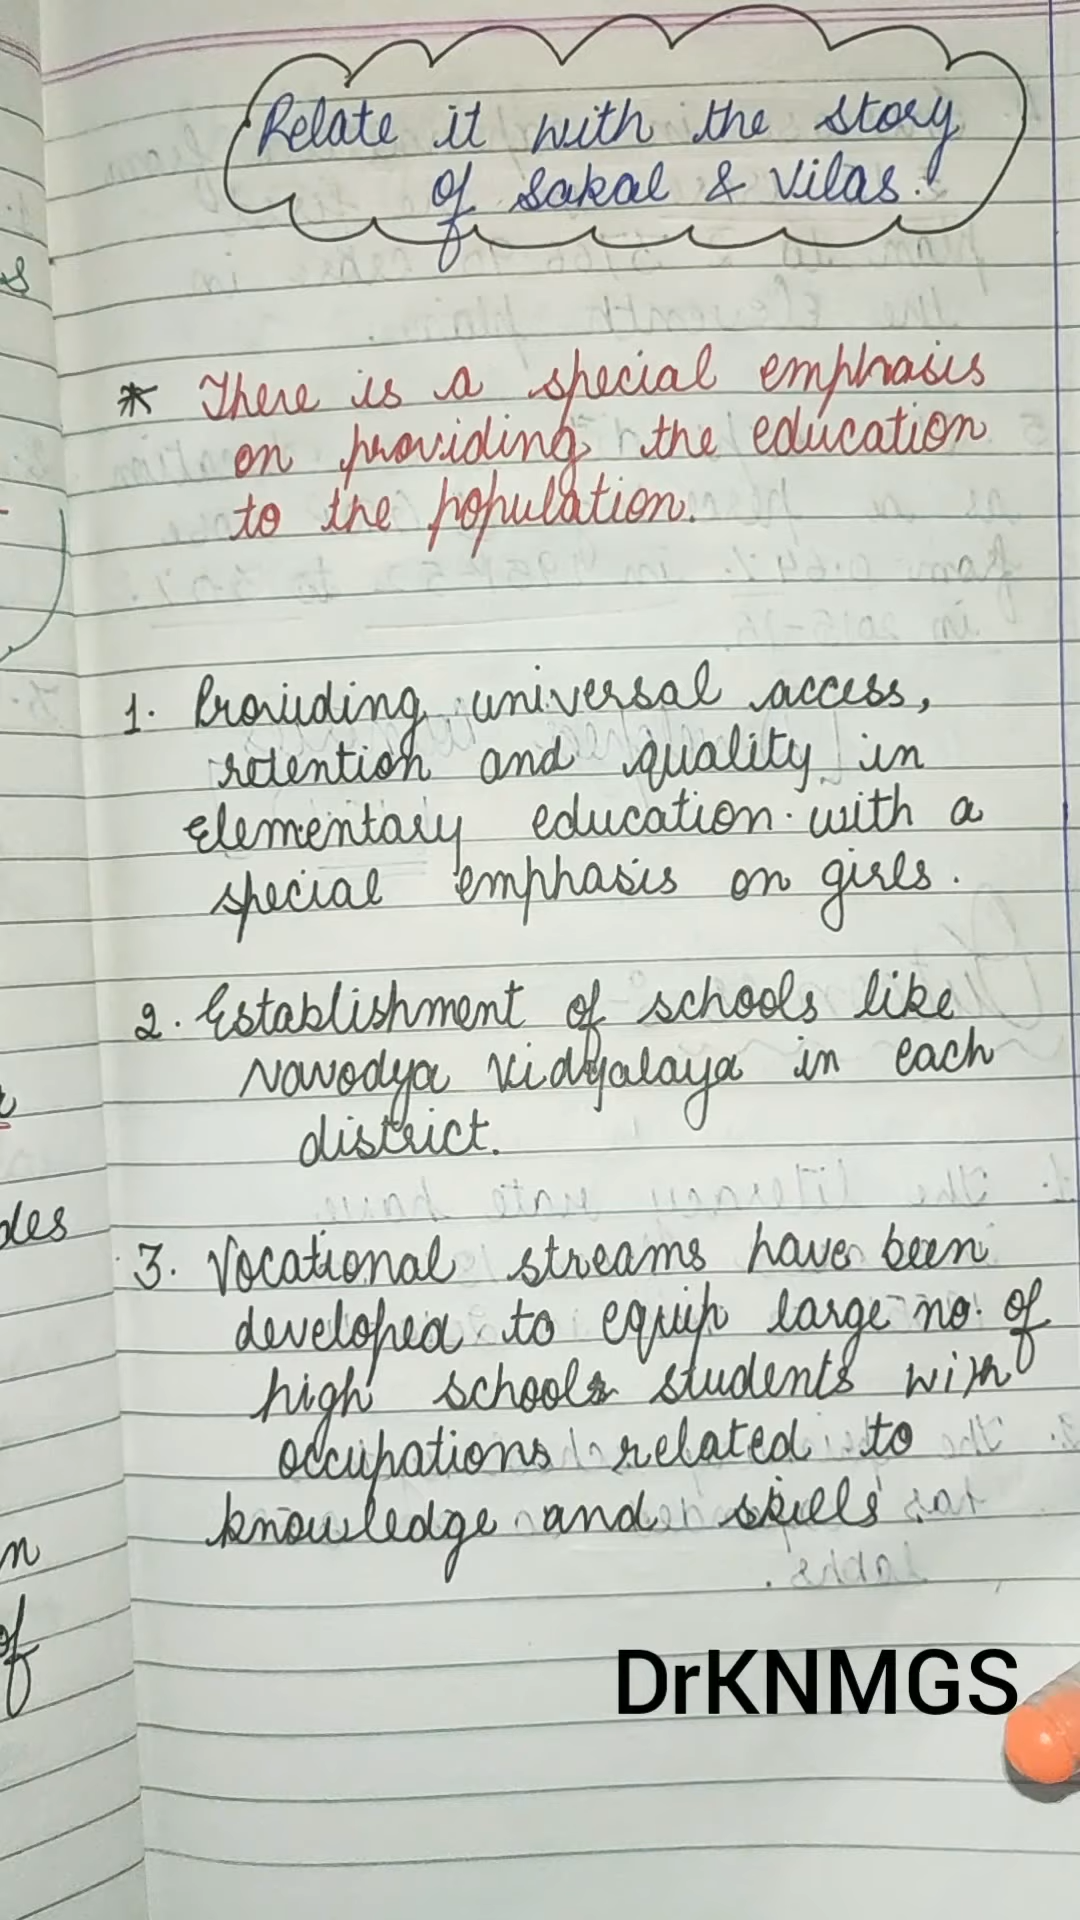 Relate it with the story
of Sakal & Vilas.
* There is a special emphasis
on providing the education
to the population.
1. Providing universal access,
retention and quality in
elementary education with a
special emphasis on girls.
2. Establishment of schools like
Navodya Vidyalaya in each
district.
3. Vocational streams have been
developed to equip large no. of
high schools students with
occupations related to
knowledge and skills.
des
n
of
DrKNMGS